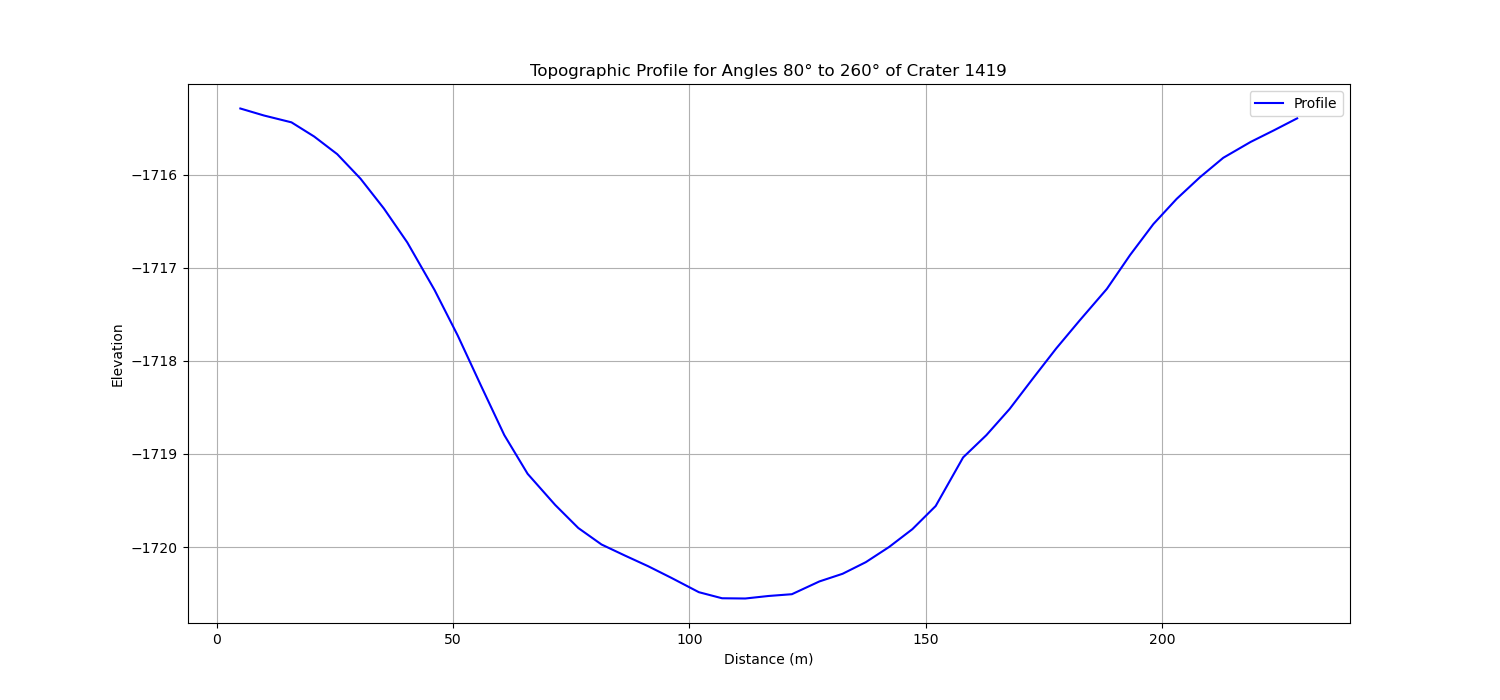 Topographic Profile for Angles 80° to 260° of Crater 1419
Profile
−1716
−1717
−1718
−1719
−1720
Elevation
0 50 100 150 200
Distance (m)